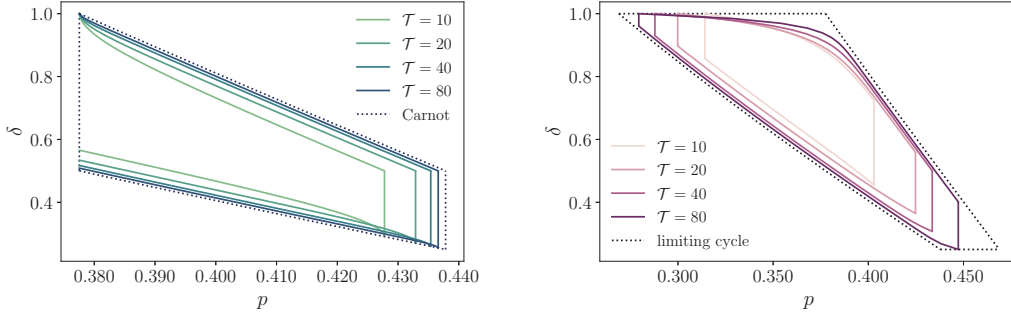 1.0
0.8
0.6
0.4
δ
0.380 0.390 0.400 0.410 0.420 0.430 0.440
p
𝒯 = 10
𝒯 = 20
𝒯 = 40
𝒯 = 80
Carnot
1.0
0.8
0.6
0.4
δ
0.300 0.350 0.400 0.450
p
𝒯 = 10
𝒯 = 20
𝒯 = 40
𝒯 = 80
limiting cycle